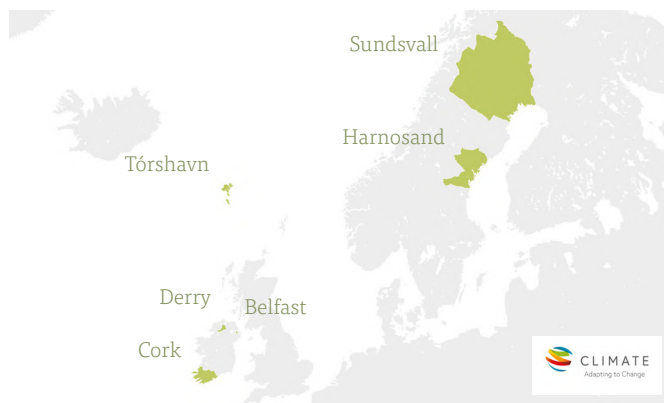 Sundsvall
Harnosand
Tórshavn
Derry
Belfast
Cork
CLIMATE
Adapting to Change